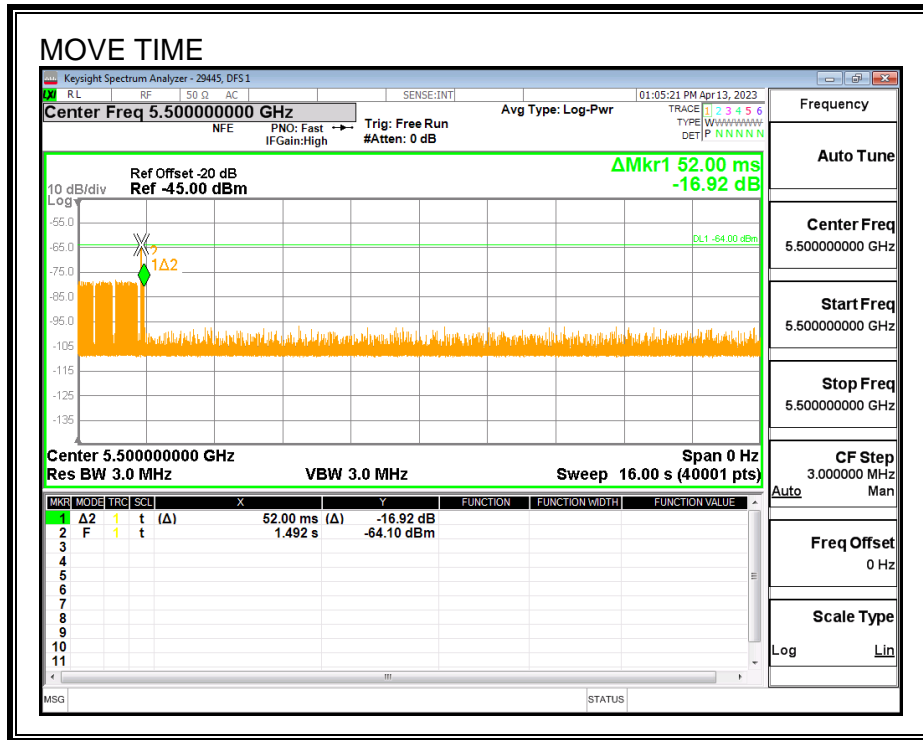 MOVE TIME
Keysight Spectrum Analyzer - 29445, DFS 1
LXI RL RF 50 Ω AC SENSE:INT 01:05:21 PM Apr 13, 2023
Center Freq 5.500000000 GHz Avg Type: Log-Pwr TRACE 1 2 3 4 5 6
NFE PNO: Fast Trig: Free Run TYPE WWWWWWW
IFGain:High #Atten: 0 dB DET P N N N N N
Ref Offset -20 dB ΔMkr1 52.00 ms
10 dB/div Ref -45.00 dBm -16.92 dB
Log
-55.0
DL1 -64.00 dBm
-65.0
2
1Δ2
-75.0
-85.0
-95.0
-105
-115
-125
-135
Center 5.500000000 GHz Span 0 Hz
Res BW 3.0 MHz VBW 3.0 MHz Sweep 16.00 s (40001 pts)
MKR MODE TRC SCL X Y FUNCTION FUNCTION WIDTH FUNCTION VALUE
1 Δ2 1 t (Δ) 52.00 ms (Δ) -16.92 dB
2 F 1 t 1.492 s -64.10 dBm
3
4
5
6
7
8
9
10
11
MSG STATUS
Frequency
Auto Tune
Center Freq
5.500000000 GHz
Start Freq
5.500000000 GHz
Stop Freq
5.500000000 GHz
CF Step
3.000000 MHz
Auto Man
Freq Offset
0 Hz
Scale Type
Log Lin